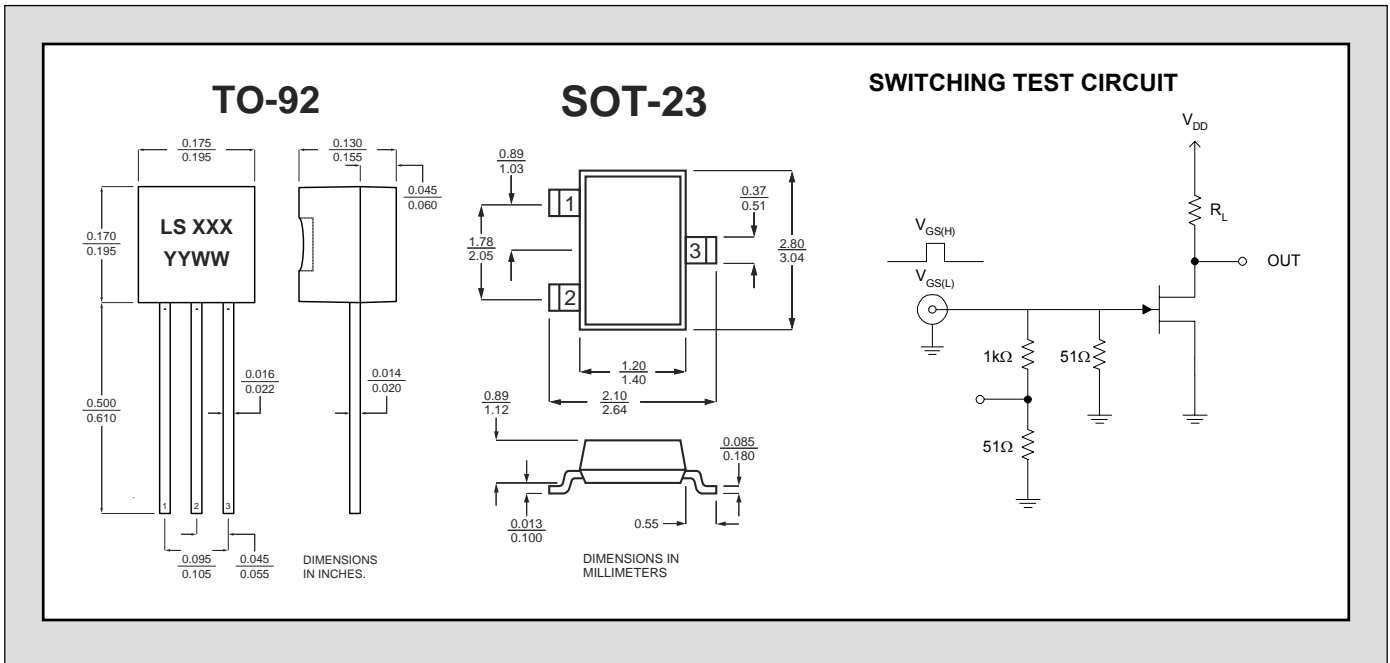 TO-92
SOT-23
SWITCHING TEST CIRCUIT
0.175
0.195
0.130
0.155
0.045
0.060
LS XXX
YYWW
0.170
0.195
0.500
0.610
0.016
0.022
0.014
0.020
1 2 3
0.095
0.105
0.045
0.055
DIMENSIONS
IN INCHES.
0.89
1.03
1
1.78
2.05
2
3
0.37
0.51
2.80
3.04
1.20
1.40
2.10
2.64
0.89
1.12
0.085
0.180
0.013
0.100
0.55
DIMENSIONS IN
MILLIMETERS
VDD
RL
VGS(H)
VGS(L)
OUT
1kΩ
51Ω
51Ω